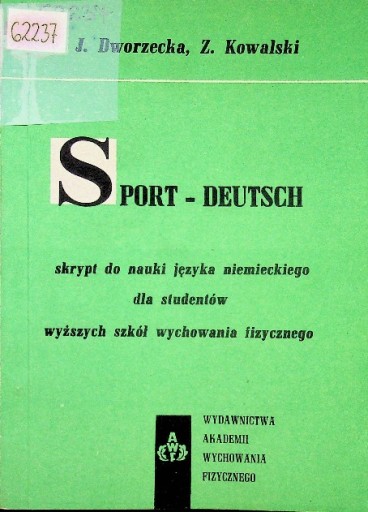 62237
J. Dworzecka, Z. Kowalski
SPORT - DEUTSCH
skrypt do nauki języka niemieckiego
dla studentów
wyższych szkół wychowania fizycznego
AWF
WYDAWNICTWA
AKADEMII
WYCHOWANIA
FIZYCZNEGO